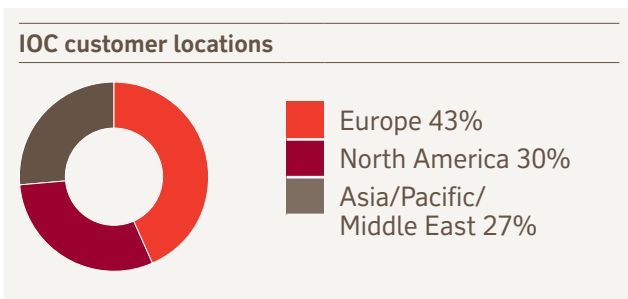 IOC customer locations
Europe 43%
North America 30%
Asia/Pacific/
Middle East 27%